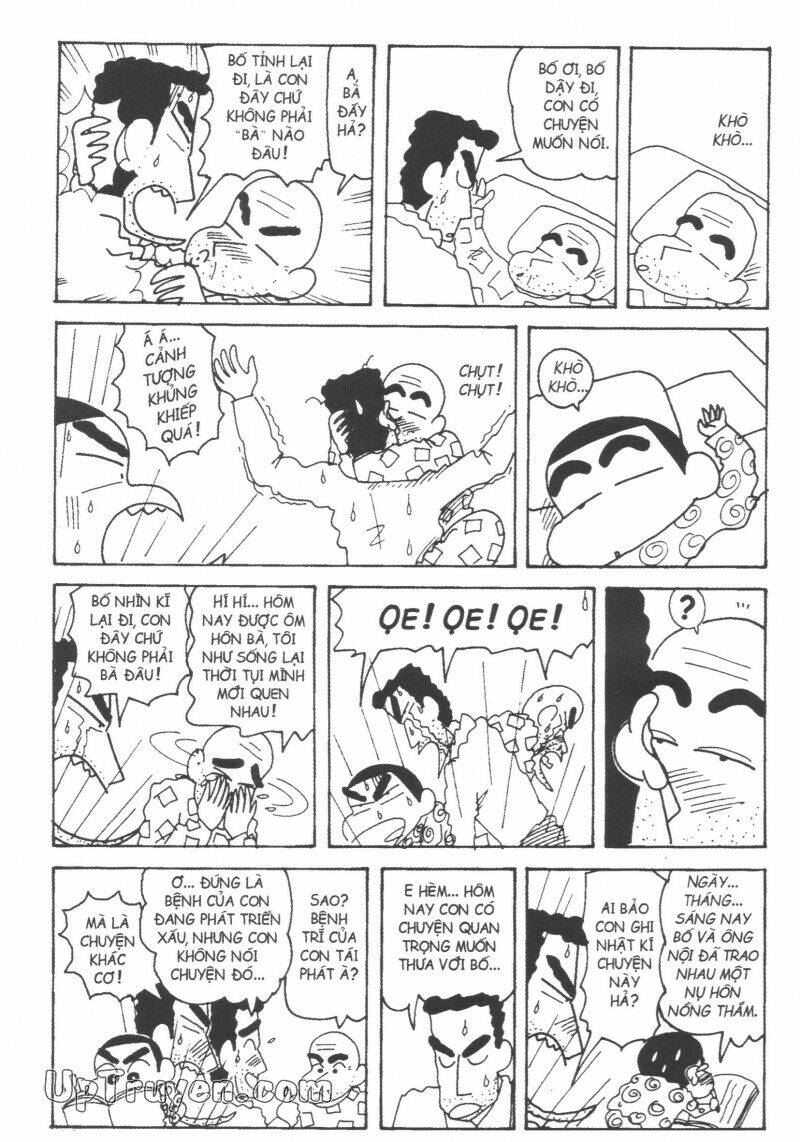 KHÒ
KHÒ...
BỐ ƠI, BỐ
DẬY ĐI,
CON CÓ
CHUYỆN
MUỐN NÓI.
A,
BÀ
ĐẤY
HẢ?
BỐ TỈNH LẠI
ĐI, LÀ CON
ĐÂY CHỨ
KHÔNG PHẢI
"BÀ" NÀO
ĐÂU!
KHÒ
KHÒ...
CHỤT!
CHỤT!
Á Á...
CẢNH
TƯỢNG
KHỦNG
KHIẾP
QUÁ!
?
ỌE! ỌE! ỌE!
HÍ HÍ... HÔM
NAY ĐƯỢC ÔM
HÔN BÀ, TÔI
NHƯ SỐNG LẠI
THỜI TỤI MÌNH
MỚI QUEN
NHAU!
BỐ NHÌN KĨ
LẠI ĐI, CON
ĐÂY CHỨ
KHÔNG PHẢI
BÀ ĐÂU!
NGÀY...
THÁNG...
SÁNG NAY
BỐ VÀ ÔNG
NỘI ĐÃ TRAO
NHAU MỘT
NỤ HÔN
NỒNG THẮM.
AI BẢO
CON GHI
NHẬT KÍ
CHUYỆN
NÀY
HẢ?
E HÈM... HÔM
NAY CON CÓ
CHUYỆN QUAN
TRỌNG MUỐN
THƯA VỚI BỐ...
SAO?
BỆNH
TRĨ CỦA
CON TÁI
PHÁT À?
Ơ... ĐÚNG LÀ
BỆNH CỦA CON
ĐANG PHÁT TRIỂN
XẤU, NHƯNG CON
KHÔNG NÓI
CHUYỆN ĐÓ...
MÀ LÀ
CHUYỆN
KHÁC
CƠ!
UpTruyen.com